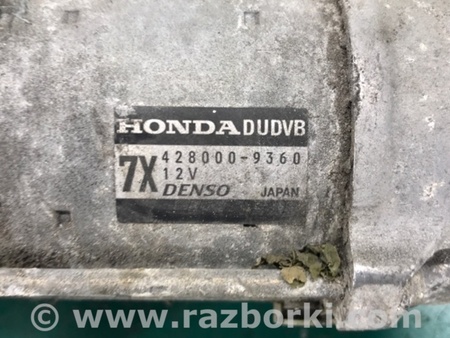 HONDA DUDVB
7X 428000-9360
12V
DENSO JAPAN
© www.razborki.com